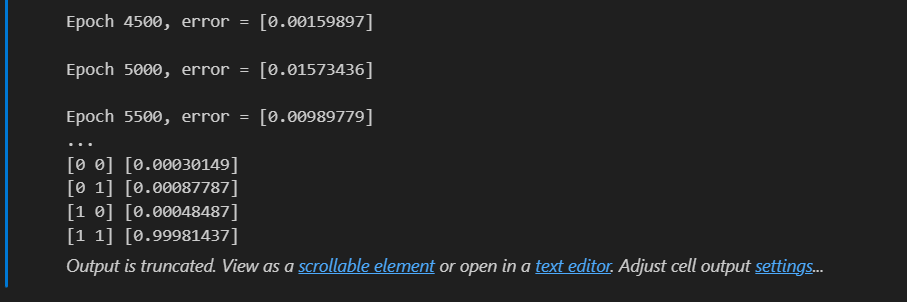 Epoch 4500, error = [0.00159897]
Epoch 5000, error = [0.01573436]
Epoch 5500, error = [0.00989779]
...
[0 0] [0.00030149]
[0 1] [0.00087787]
[1 0] [0.00048487]
[1 1] [0.99981437]
Output is truncated. View as a scrollable element or open in a text editor. Adjust cell output settings...